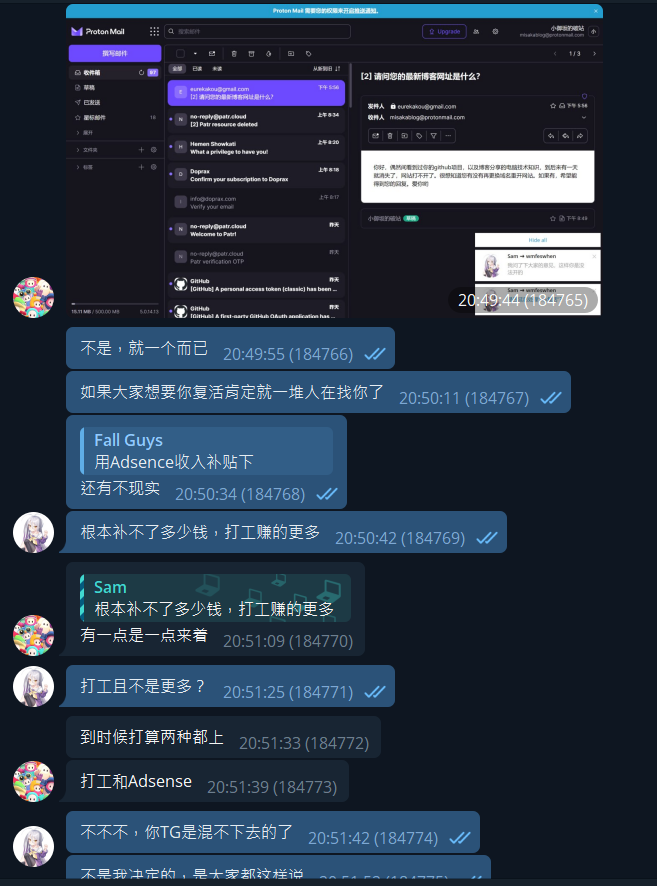 Proton Mail 需要您的权限来开启推送通知。
Proton Mail
搜索邮件
Upgrade
小御坂的破站
misakablog@protonmail.com
撰写邮件
1 / 3
收件箱
全部
已读
未读
从新到旧
[2] 请问您的最新博客网址是什么?
草稿
eurekakou@gmail.com
下午 5:56
[2] 请问您的最新博客网址是什么?
已发送
发件人 eurekakou@gmail.com
下午 5:56
星标邮件
no-reply@patr.cloud
上午 8:34
[2] Patr resource deleted
收件人 misakablog@protonmail.com
展开
文件夹
Hemen Showkati
上午 8:20
What a privilege to have you!
标签
Doprax
上午 8:18
Confirm your subscription to Doprax
你好，偶然间看到过你的github项目，以及博客分享的电脑技术知识，到后来有一天
就消失了，网站打不开了。很想知道您有没有再更换域名重开网站。如果有，希望能
得到您的回复。爱你哟
info@doprax.com
上午 8:17
Verify your email
小御坂的破站
草稿
下午 8:49
no-reply@patr.cloud
昨天
Welcome to Patr!
no-reply@patr.cloud
昨天
Patr verification OTP
Hide all
GitHub
昨天
[GitHub] A personal access token (classic) has been ...
Sam → wmfeswhen
我问了下大家的意见，这样你是没
法开的
GitHub
昨天
[GitHub] A first-party GitHub OAuth application has ...
15.11 MB / 500.00 MB
5.0.14.13
Sam → wmfeswhen
20:49:44 (184765)
不是，就一个而已 20:49:55 (184766)
如果大家想要你复活肯定就一堆人在找你了 20:50:11 (184767)
Fall Guys
用Adsence收入补贴下
还有不现实 20:50:34 (184768)
根本补不了多少钱，打工赚的更多 20:50:42 (184769)
Sam
根本补不了多少钱，打工赚的更多
有一点是一点来着 20:51:09 (184770)
打工且不是更多？ 20:51:25 (184771)
到时候打算两种都上 20:51:33 (184772)
打工和Adsense 20:51:39 (184773)
不不不，你TG是混不下去的了 20:51:42 (184774)
不是我决定的，是大家都这样说 20:51:52 (184775)